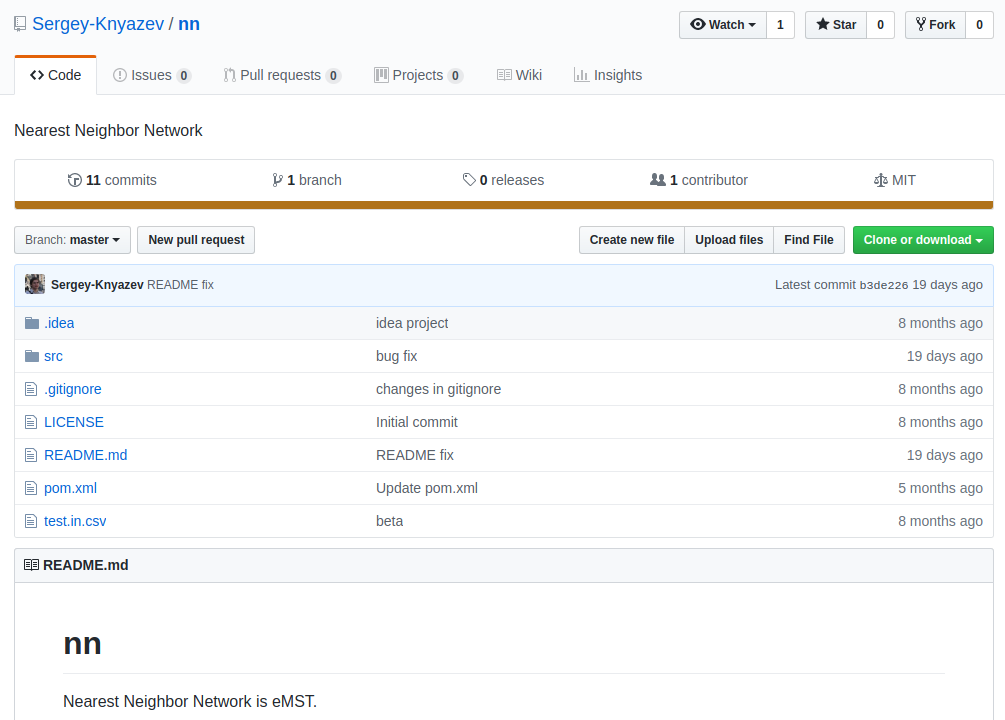 Sergey-Knyazev / nn
Watch 1 Star 0 Fork 0
Code Issues 0 Pull requests 0 Projects 0 Wiki Insights
Nearest Neighbor Network
11 commits 1 branch 0 releases 1 contributor MIT
Branch: master New pull request Create new file Upload files Find File Clone or download
Sergey-Knyazev README fix Latest commit b3de226 19 days ago
.idea idea project 8 months ago
src bug fix 19 days ago
.gitignore changes in gitignore 8 months ago
LICENSE Initial commit 8 months ago
README.md README fix 19 days ago
pom.xml Update pom.xml 5 months ago
test.in.csv beta 8 months ago
README.md
nn
Nearest Neighbor Network is eMST.